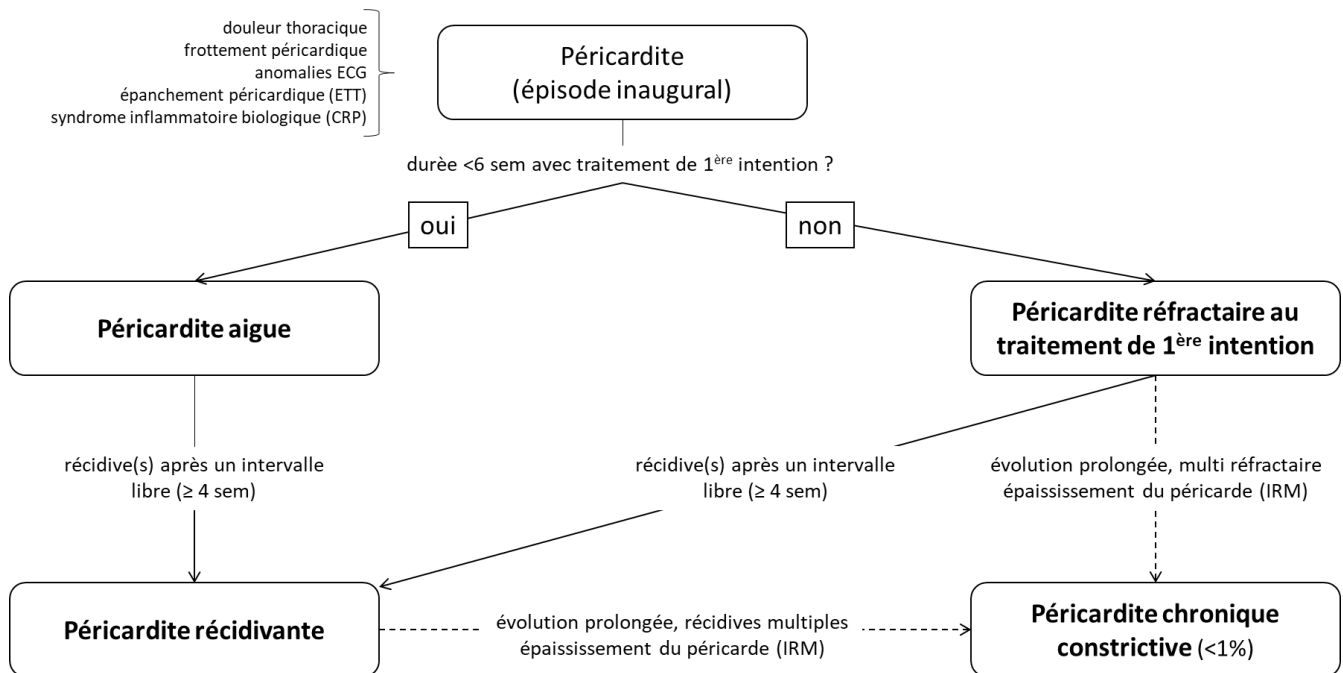 douleur thoracique
frottement péricardique
anomalies ECG
épanchement péricardique (ETT)
syndrome inflammatoire biologique (CRP)
Péricardite
(épisode inaugural)
durèe <6 sem avec traitement de 1ère intention ?
oui
non
Péricardite aigue
Péricardite réfractaire au
traitement de 1ère intention
récidive(s) après un intervalle
libre (≥ 4 sem)
récidive(s) après un intervalle
libre (≥ 4 sem)
évolution prolongée, multi réfractaire
épaississement du péricarde (IRM)
Péricardite récidivante
évolution prolongée, récidives multiples
épaississement du péricarde (IRM)
Péricardite chronique
constrictive (<1%)